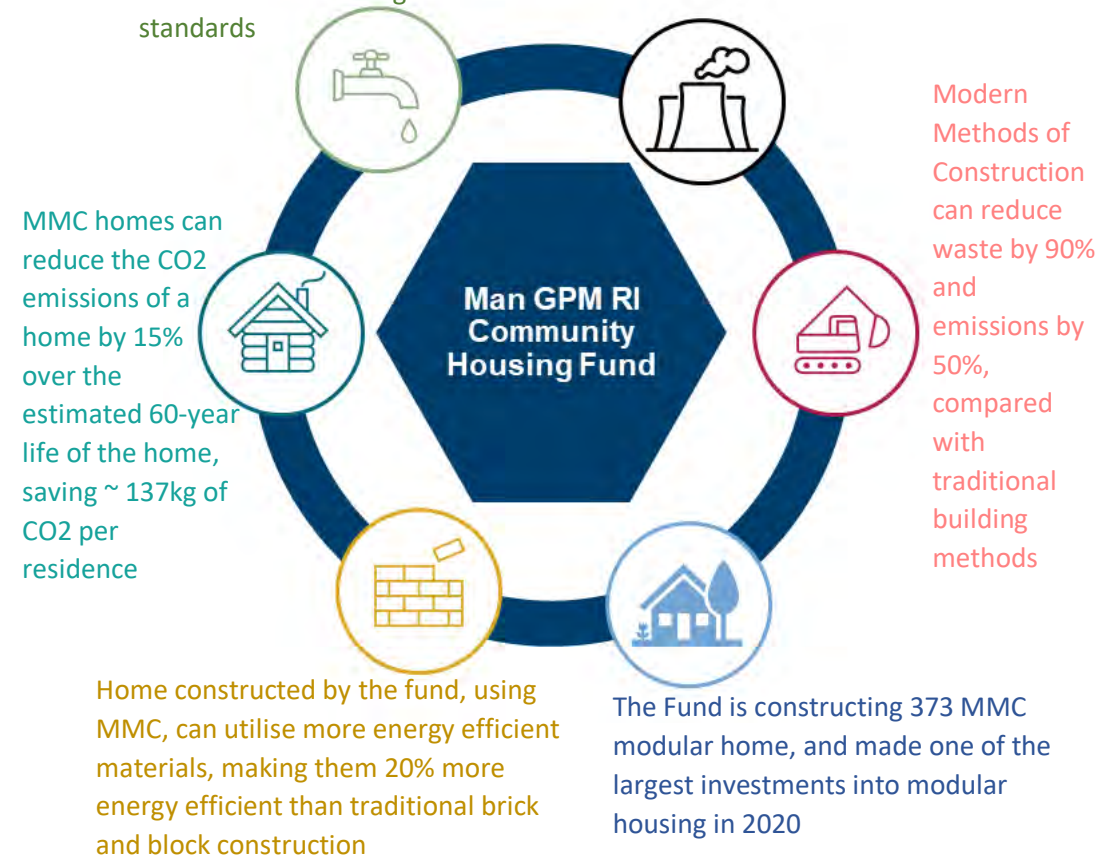 standards
Modern
Methods of
Construction
can reduce
waste by 90%
and
emissions by
50%,
compared
with
traditional
building
methods
MMC homes can
reduce the CO2
emissions of a
home by 15%
over the
estimated 60-year
life of the home,
saving ~ 137kg of
CO2 per
residence
Man GPM RI
Community
Housing Fund
Home constructed by the fund, using
MMC, can utilise more energy efficient
materials, making them 20% more
energy efficient than traditional brick
and block construction
The Fund is constructing 373 MMC
modular home, and made one of the
largest investments into modular
housing in 2020